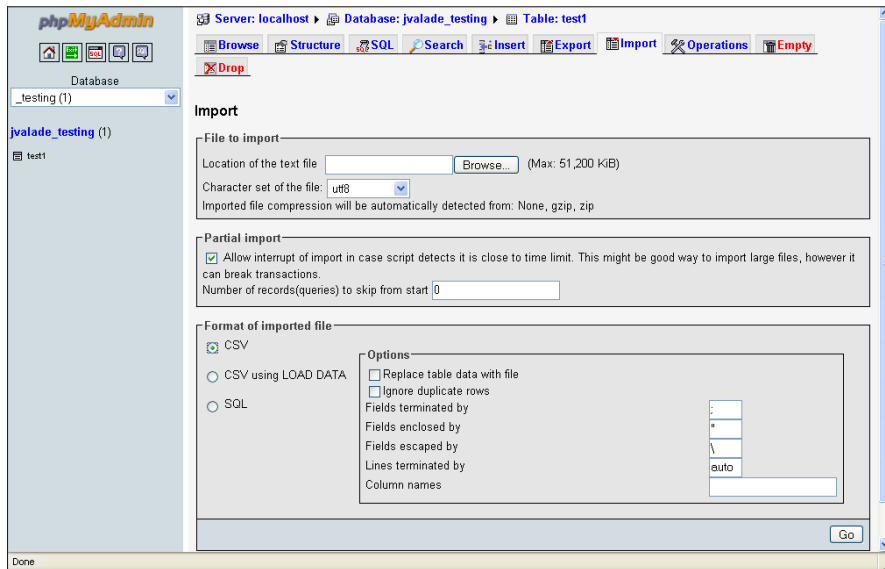 phpMyAdmin
Server: localhost Database: jvalade_testing Table: test1
Browse Structure SQL Search Insert Export Import Operations Empty
Drop
SQL
Database
_testing (1)
jvalade_testing (1)
test1
Import
File to import
Location of the text file Browse... (Max: 51,200 KiB)
Character set of the file: utf8
Imported file compression will be automatically detected from: None, gzip, zip
Partial import
Allow interrupt of import in case script detects it is close to time limit. This might be good way to import large files, however it
can break transactions.
Number of records(queries) to skip from start 0
Format of imported file
CSV
CSV using LOAD DATA
SQL
Options
Replace table data with file
Ignore duplicate rows
Fields terminated by ;
Fields enclosed by "
Fields escaped by \
Lines terminated by auto
Column names
Go
Done